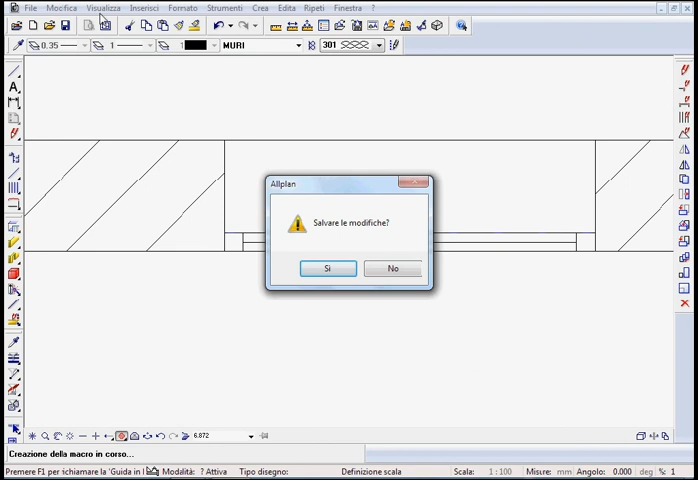 File Modifica Visualizza Inserisci Formato Strumenti Crea Edita Ripeti Finestra ?
0.35 1 1 MURI 301
Allplan
Salvare le modifiche?
Si No
6.872
Creazione della macro in corso...
Premere F1 per richiamare la 'Guida in l Modalità: ? Attiva Tipo disegno: Definizione scala Scala: 1 : 100 Misure: mm Angolo: 0.000 deg %: 1